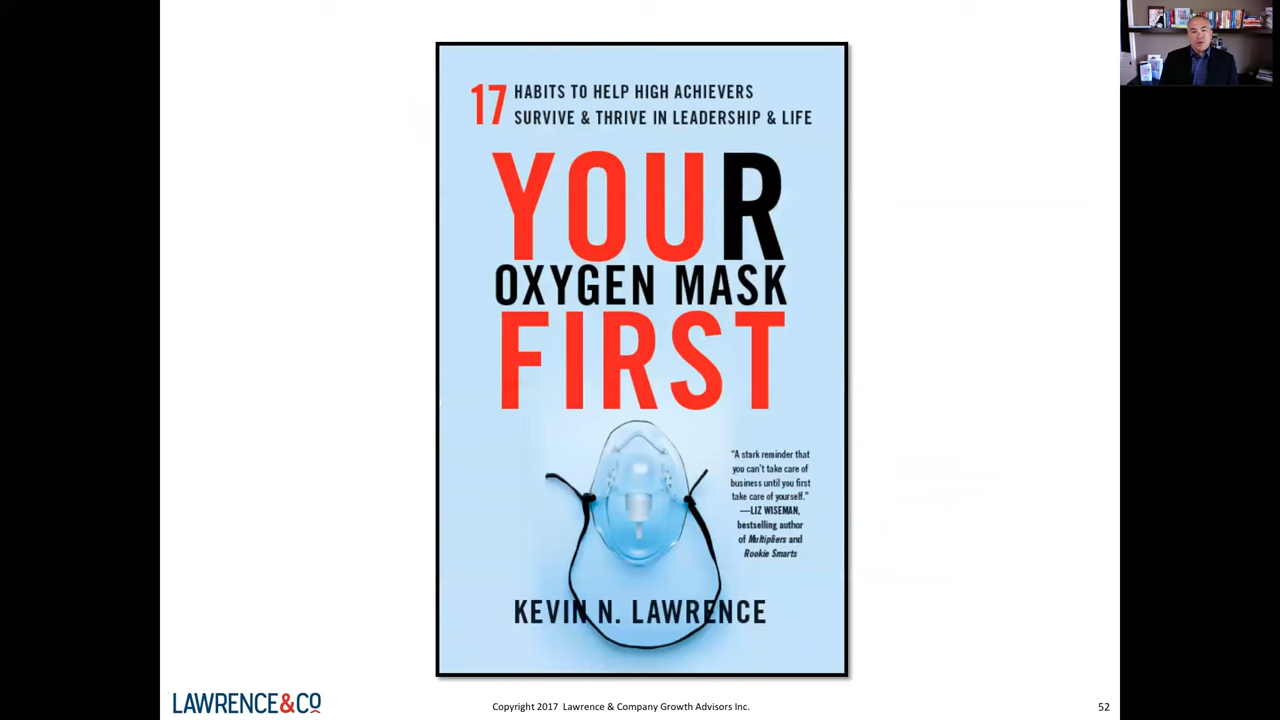 17 HABITS TO HELP HIGH ACHIEVERS
SURVIVE & THRIVE IN LEADERSHIP & LIFE
YOUR
OXYGEN MASK
FIRST
“A stark reminder that
you can’t take care of
business until you first
take care of yourself.”
—LIZ WISEMAN,
bestselling author
of Multipliers and
Rookie Smarts
KEVIN N. LAWRENCE
LAWRENCE&CO
Copyright 2017 Lawrence & Company Growth Advisors Inc.
52